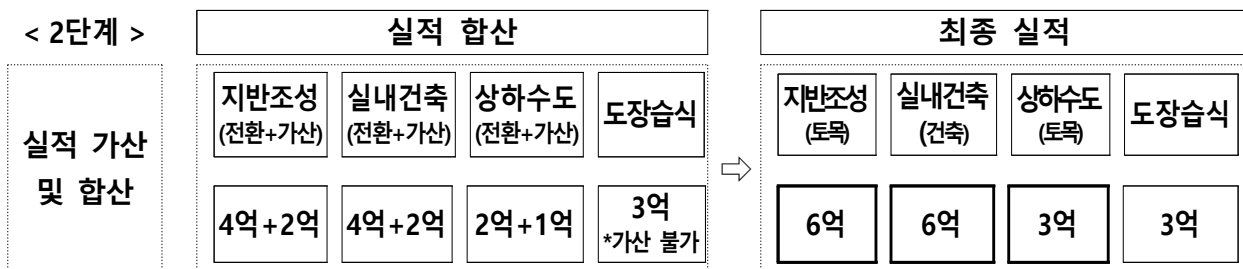 < 2단계 >
실적 합산
최종 실적
실적 가산
및 합산
지반조성
(전환+가산)
실내건축
(전환+가산)
상하수도
(전환+가산)
도장습식
4억+2억
4억+2억
2억+1억
3억
*가산 불가
⇨
지반조성
(토목)
실내건축
(건축)
상하수도
(토목)
도장습식
6억
6억
3억
3억